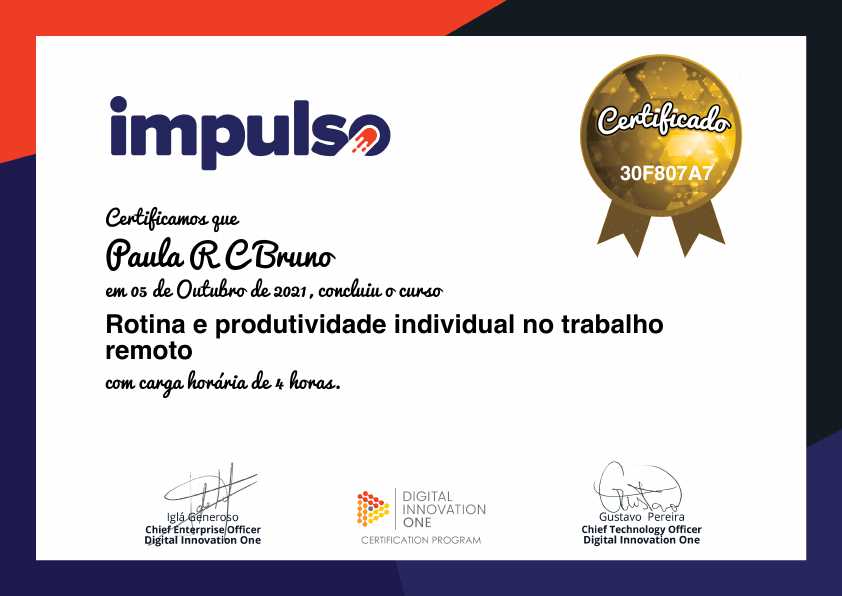 impulso
Certificado
30F807A7
Certificamos que
Paula R C Bruno
em 05 de Outubro de 2021, concluiu o curso
Rotina e produtividade individual no trabalho
remoto
com carga horária de 4 horas.
Iglá Generoso
Chief Enterprise Officer
Digital Innovation One
DIGITAL
INNOVATION
ONE
CERTIFICATION PROGRAM
Gustavo Pereira
Chief Technology Officer
Digital Innovation One